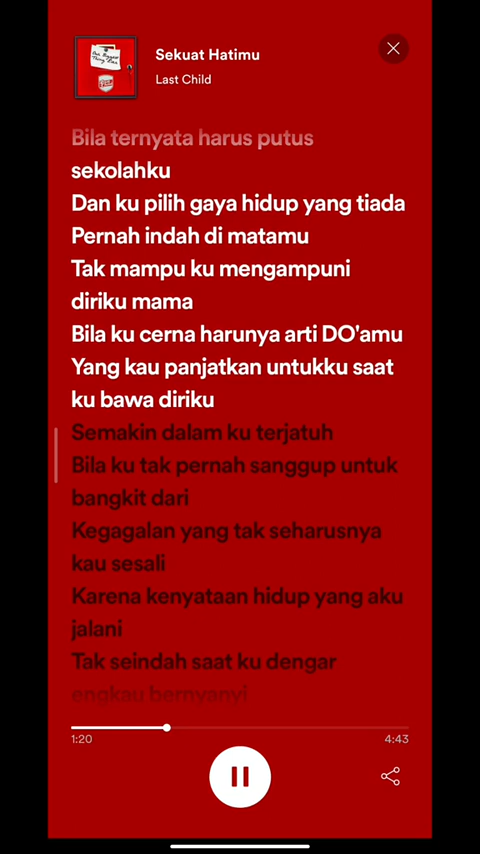 Sekuat Hatimu
Last Child
Bila ternyata harus putus
sekolahku
Dan ku pilih gaya hidup yang tiada
Pernah indah di matamu
Tak mampu ku mengampuni
diriku mama
Bila ku cerna harunya arti DO'amu
Yang kau panjatkan untukku saat
ku bawa diriku
Semakin dalam ku terjatuh
Bila ku tak pernah sanggup untuk
bangkit dari
Kegagalan yang tak seharusnya
kau sesali
Karena kenyataan hidup yang aku
jalani
Tak seindah saat ku dengar
engkau bernyanyi
1:20
4:43